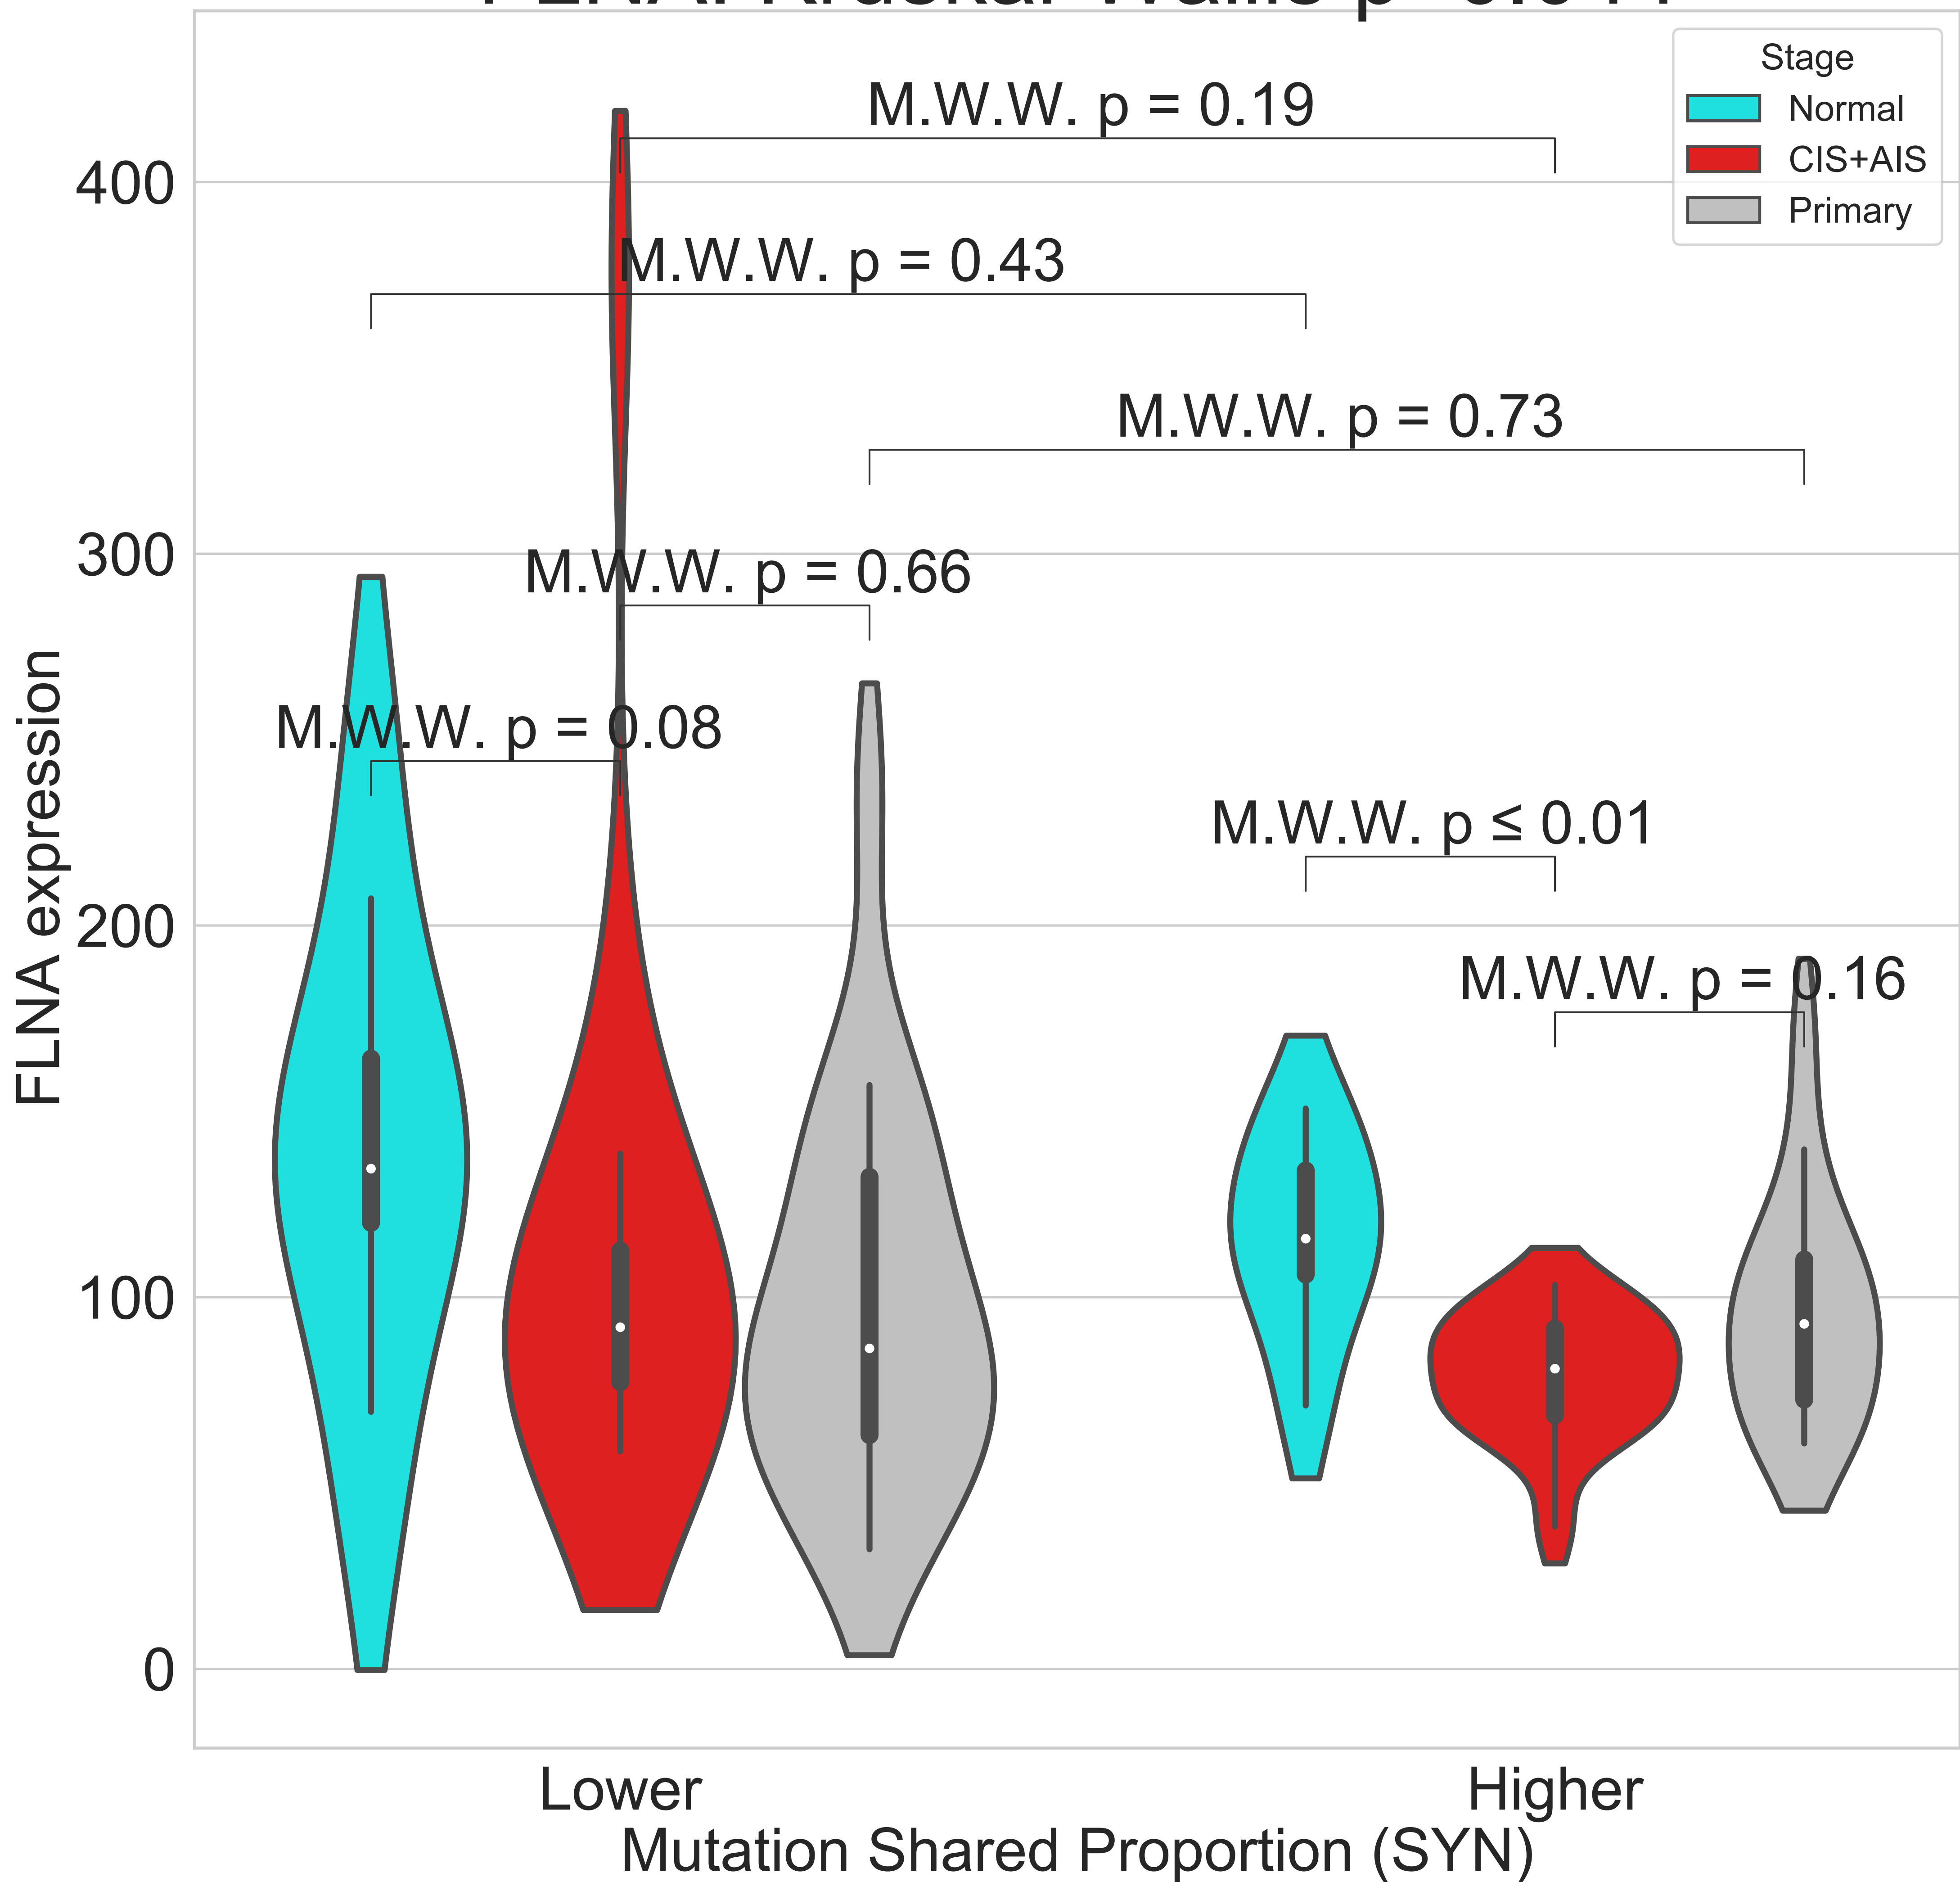 Stage
Normal
CIS+AIS
Primary
M.W.W. p = 0.19
M.W.W. p = 0.43
M.W.W. p = 0.73
M.W.W. p = 0.66
M.W.W. p = 0.08
M.W.W. p ≤ 0.01
M.W.W. p = 0.16
FLNA expression
400
300
200
100
0
Lower
Higher
Mutation Shared Proportion (SYN)